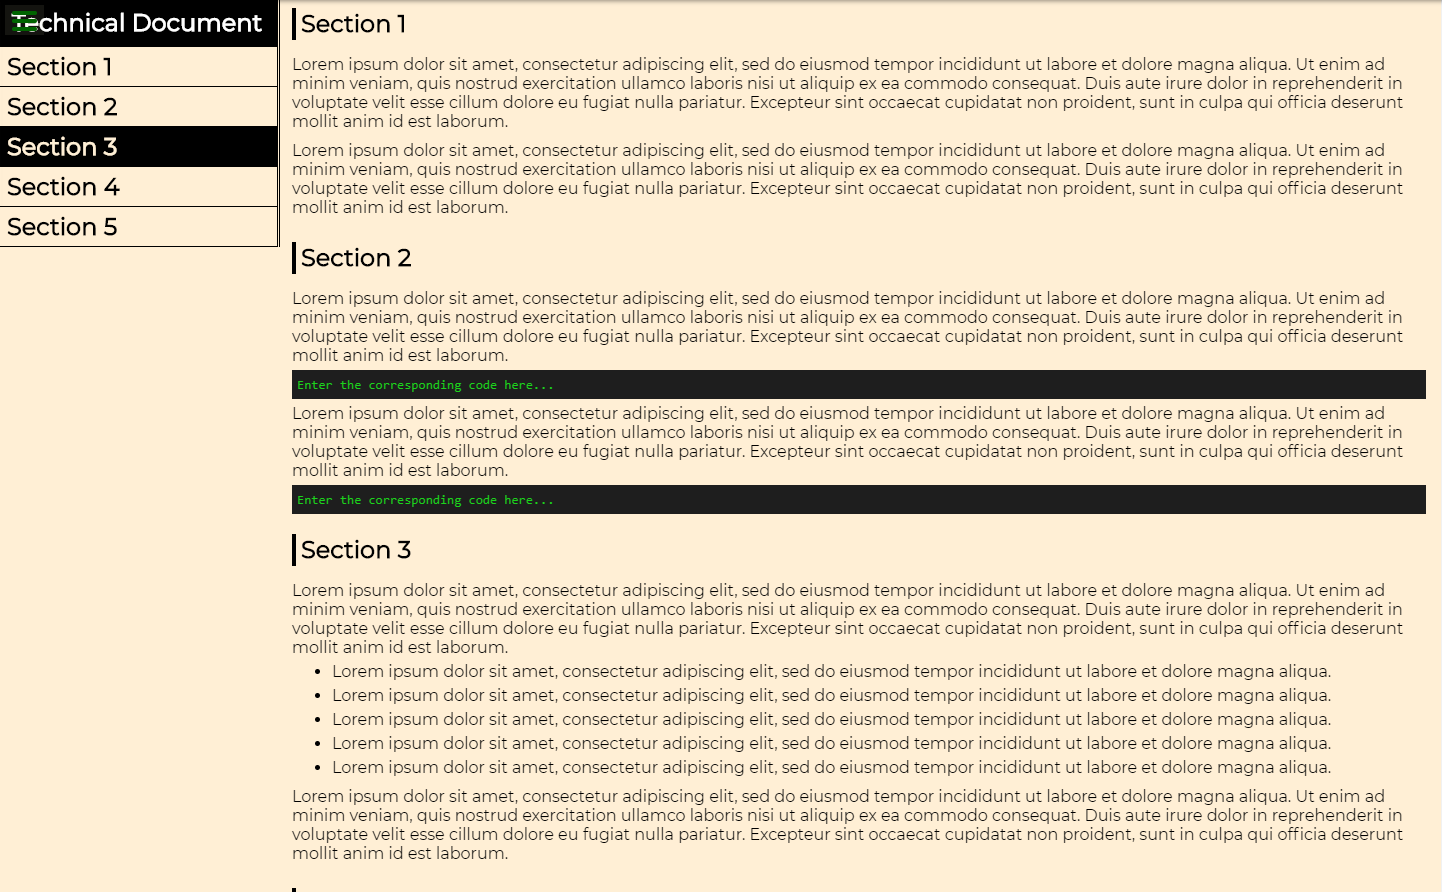 Technical Document
Section 1
Section 2
Section 3
Section 4
Section 5
Section 1
Lorem ipsum dolor sit amet, consectetur adipiscing elit, sed do eiusmod tempor incididunt ut labore et dolore magna aliqua. Ut enim ad
minim veniam, quis nostrud exercitation ullamco laboris nisi ut aliquip ex ea commodo consequat. Duis aute irure dolor in reprehenderit in
voluptate velit esse cillum dolore eu fugiat nulla pariatur. Excepteur sint occaecat cupidatat non proident, sunt in culpa qui officia deserunt
mollit anim id est laborum.
Lorem ipsum dolor sit amet, consectetur adipiscing elit, sed do eiusmod tempor incididunt ut labore et dolore magna aliqua. Ut enim ad
minim veniam, quis nostrud exercitation ullamco laboris nisi ut aliquip ex ea commodo consequat. Duis aute irure dolor in reprehenderit in
voluptate velit esse cillum dolore eu fugiat nulla pariatur. Excepteur sint occaecat cupidatat non proident, sunt in culpa qui officia deserunt
mollit anim id est laborum.
Section 2
Lorem ipsum dolor sit amet, consectetur adipiscing elit, sed do eiusmod tempor incididunt ut labore et dolore magna aliqua. Ut enim ad
minim veniam, quis nostrud exercitation ullamco laboris nisi ut aliquip ex ea commodo consequat. Duis aute irure dolor in reprehenderit in
voluptate velit esse cillum dolore eu fugiat nulla pariatur. Excepteur sint occaecat cupidatat non proident, sunt in culpa qui officia deserunt
mollit anim id est laborum.
Enter the corresponding code here...
Lorem ipsum dolor sit amet, consectetur adipiscing elit, sed do eiusmod tempor incididunt ut labore et dolore magna aliqua. Ut enim ad
minim veniam, quis nostrud exercitation ullamco laboris nisi ut aliquip ex ea commodo consequat. Duis aute irure dolor in reprehenderit in
voluptate velit esse cillum dolore eu fugiat nulla pariatur. Excepteur sint occaecat cupidatat non proident, sunt in culpa qui officia deserunt
mollit anim id est laborum.
Enter the corresponding code here...
Section 3
Lorem ipsum dolor sit amet, consectetur adipiscing elit, sed do eiusmod tempor incididunt ut labore et dolore magna aliqua. Ut enim ad
minim veniam, quis nostrud exercitation ullamco laboris nisi ut aliquip ex ea commodo consequat. Duis aute irure dolor in reprehenderit in
voluptate velit esse cillum dolore eu fugiat nulla pariatur. Excepteur sint occaecat cupidatat non proident, sunt in culpa qui officia deserunt
mollit anim id est laborum.
• Lorem ipsum dolor sit amet, consectetur adipiscing elit, sed do eiusmod tempor incididunt ut labore et dolore magna aliqua.
• Lorem ipsum dolor sit amet, consectetur adipiscing elit, sed do eiusmod tempor incididunt ut labore et dolore magna aliqua.
• Lorem ipsum dolor sit amet, consectetur adipiscing elit, sed do eiusmod tempor incididunt ut labore et dolore magna aliqua.
• Lorem ipsum dolor sit amet, consectetur adipiscing elit, sed do eiusmod tempor incididunt ut labore et dolore magna aliqua.
• Lorem ipsum dolor sit amet, consectetur adipiscing elit, sed do eiusmod tempor incididunt ut labore et dolore magna aliqua.
Lorem ipsum dolor sit amet, consectetur adipiscing elit, sed do eiusmod tempor incididunt ut labore et dolore magna aliqua. Ut enim ad
minim veniam, quis nostrud exercitation ullamco laboris nisi ut aliquip ex ea commodo consequat. Duis aute irure dolor in reprehenderit in
voluptate velit esse cillum dolore eu fugiat nulla pariatur. Excepteur sint occaecat cupidatat non proident, sunt in culpa qui officia deserunt
mollit anim id est laborum.